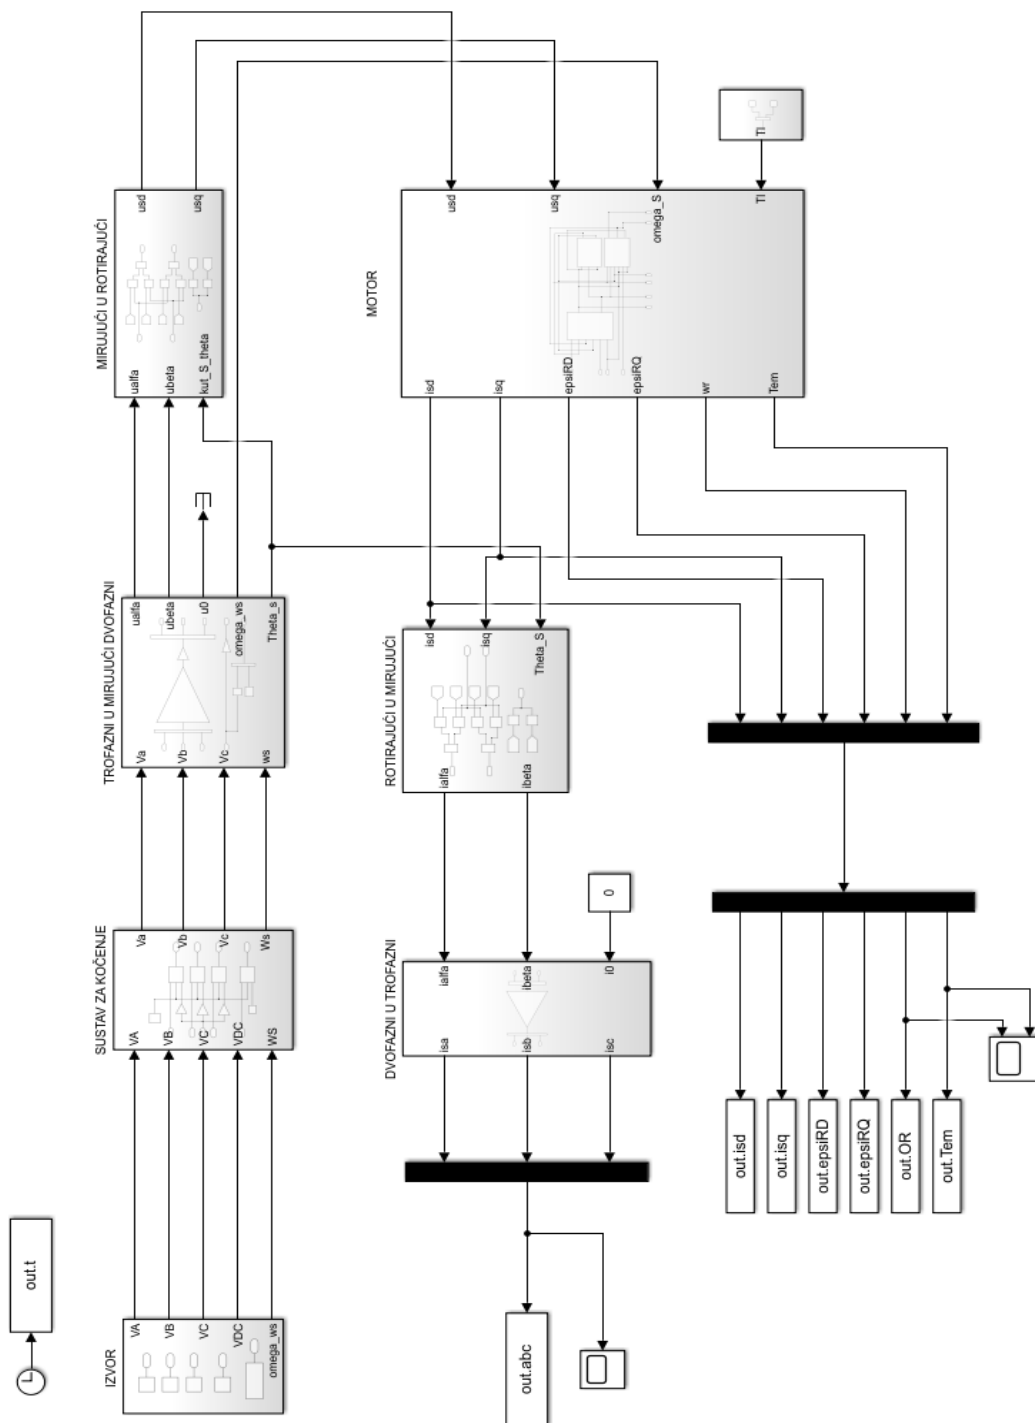 out.t
IZVOR
VA
VB
VC
VDC
omega_ws
SUSTAV ZA KOČENJE
VA
VB
VC
VDC
WS
Va
Vb
Vc
Ws
TROFAZNI U MIRUJUĆI DVOFAZNI
Va
Vb
Vc
ws
ualfa
ubeta
u0
omega_ws
Theta_s
MIRUJUĆI U ROTIRAJUĆI
ualfa
ubeta
kut_S_theta
usd
usq
MOTOR
usd
usq
omega_S
Tl
isd
isq
epsiRD
epsiRQ
wr
Tem
Tl
ROTIRAJUĆI U MIRUJUĆI
isd
isq
Theta_S
ialfa
ibeta
DVOFAZNI U TROFAZNI
ialfa
ibeta
i0
isa
isb
isc
0
out.abc
out.isd
out.isq
out.epsiRD
out.epsiRQ
out.OR
out.Tem